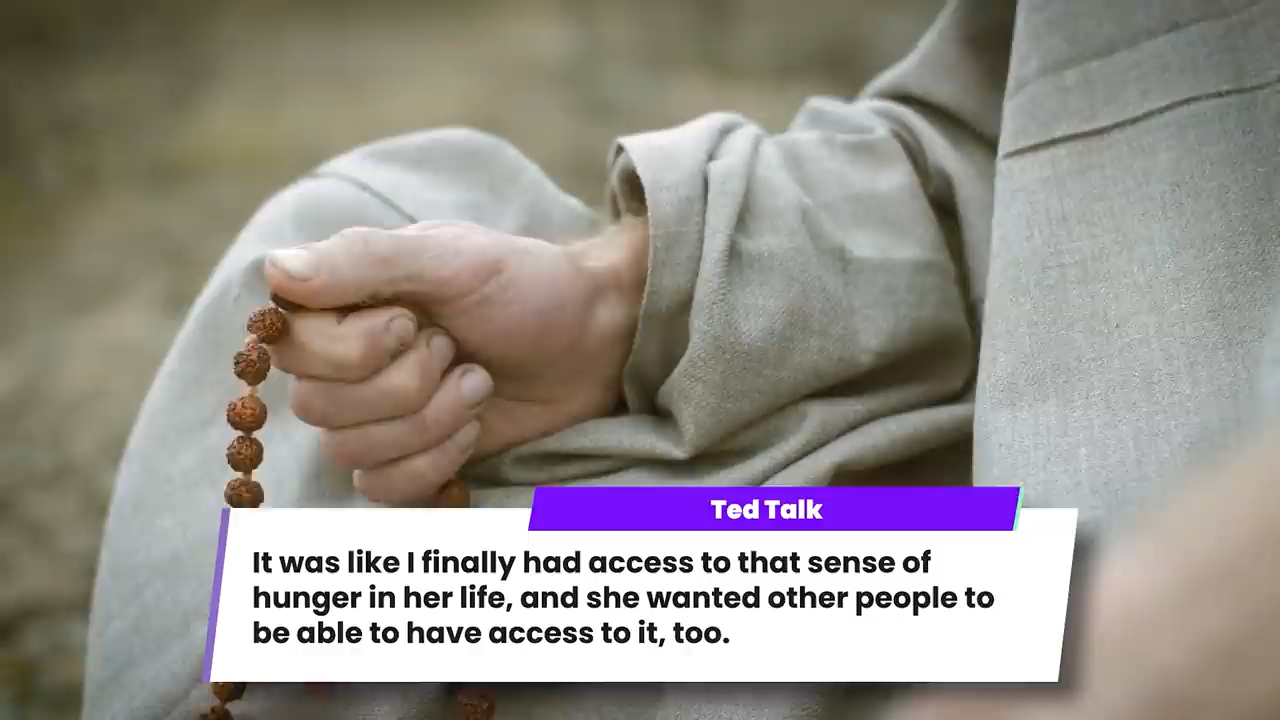 Ted Talk
It was like I finally had access to that sense of
hunger in her life, and she wanted other people to
be able to have access to it, too.